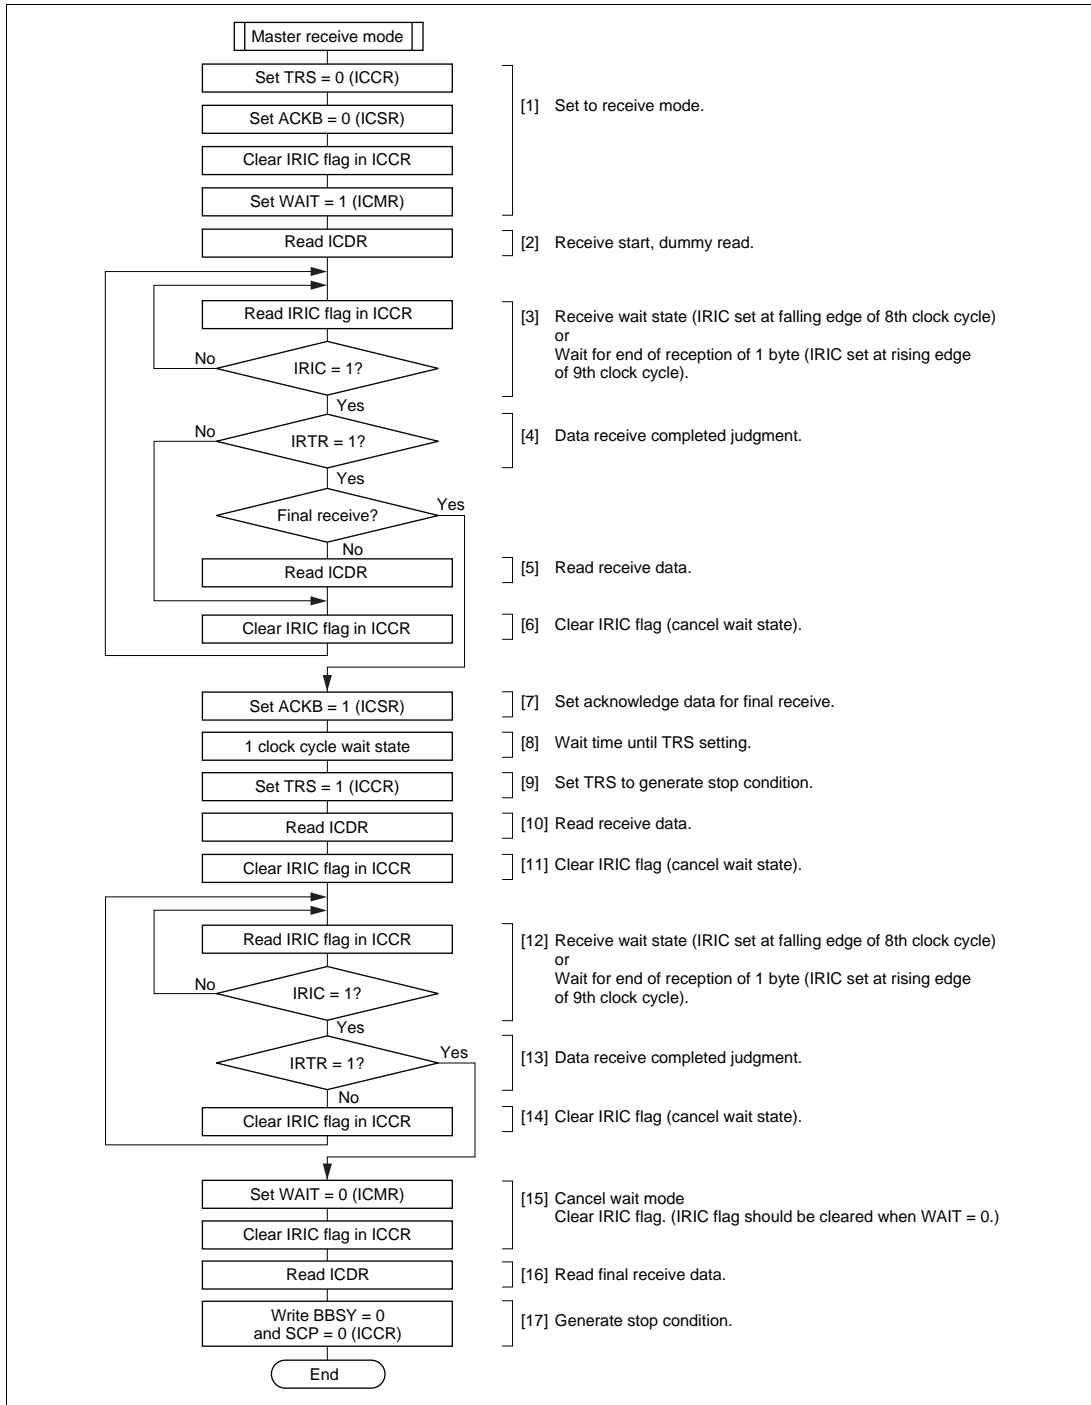 Master receive mode
Set TRS = 0 (ICCR)
[1] Set to receive mode.
Set ACKB = 0 (ICSR)
Clear IRIC flag in ICCR
Set WAIT = 1 (ICMR)
Read ICDR
[2] Receive start, dummy read.
Read IRIC flag in ICCR
[3] Receive wait state (IRIC set at falling edge of 8th clock cycle)
or
Wait for end of reception of 1 byte (IRIC set at rising edge
of 9th clock cycle).
No
IRIC = 1?
Yes
No
IRTR = 1?
[4] Data receive completed judgment.
Yes
Final receive?
Yes
No
Read ICDR
[5] Read receive data.
Clear IRIC flag in ICCR
[6] Clear IRIC flag (cancel wait state).
Set ACKB = 1 (ICSR)
[7] Set acknowledge data for final receive.
1 clock cycle wait state
[8] Wait time until TRS setting.
Set TRS = 1 (ICCR)
[9] Set TRS to generate stop condition.
Read ICDR
[10] Read receive data.
Clear IRIC flag in ICCR
[11] Clear IRIC flag (cancel wait state).
Read IRIC flag in ICCR
[12] Receive wait state (IRIC set at falling edge of 8th clock cycle)
or
Wait for end of reception of 1 byte (IRIC set at rising edge
of 9th clock cycle).
No
IRIC = 1?
Yes
IRTR = 1?
Yes
[13] Data receive completed judgment.
No
Clear IRIC flag in ICCR
[14] Clear IRIC flag (cancel wait state).
Set WAIT = 0 (ICMR)
[15] Cancel wait mode
Clear IRIC flag. (IRIC flag should be cleared when WAIT = 0.)
Clear IRIC flag in ICCR
Read ICDR
[16] Read final receive data.
Write BBSY = 0
and SCP = 0 (ICCR)
[17] Generate stop condition.
End